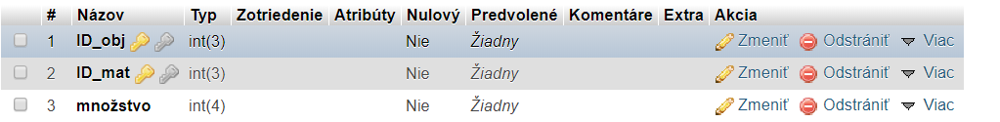 # Názov Typ Zotriedenie Atribúty Nulový Predvolené Komentáre Extra Akcia
1 ID_obj int(3) Nie Žiadny Zmeniť Odstrániť Viac
2 ID_mat int(3) Nie Žiadny Zmeniť Odstrániť Viac
3 množstvo int(4) Nie Žiadny Zmeniť Odstrániť Viac